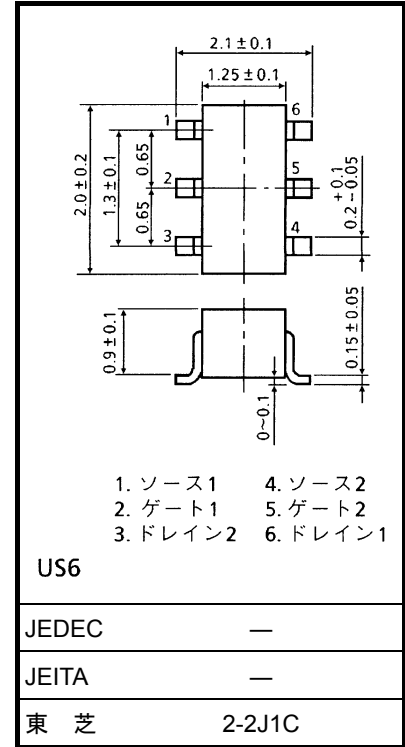 2.1±0.1
1.25±0.1
1
6
2
5
3
4
2.0±0.2
1.3±0.1
0.65
0.65
+0.1
0.2-0.05
0.9±0.1
0.15±0.05
0~0.1
1. ソース1 4. ソース2
2. ゲート1 5. ゲート2
3. ドレイン2 6. ドレイン1
US6
JEDEC —
JEITA —
東 芝 2-2J1C